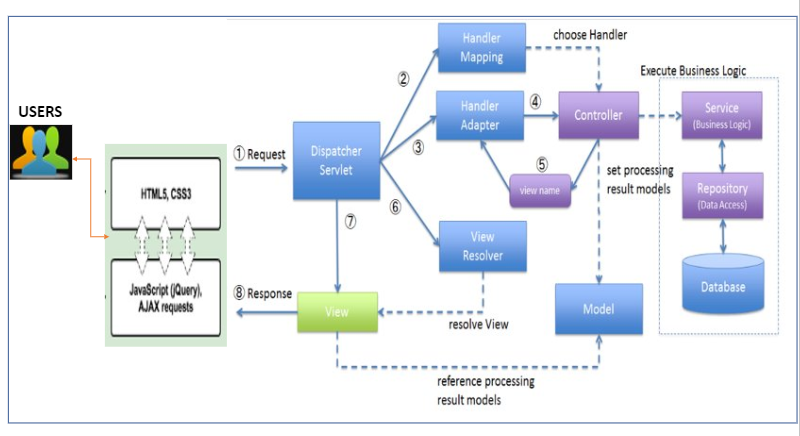 USERS
HTML5, CSS3
JavaScript (jQuery),
AJAX requests
① Request
Dispatcher
Servlet
②
Handler
Mapping
choose Handler
③
Handler
Adapter
④
Controller
Execute Business Logic
Service
(Business Logic)
⑤
view name
set processing
result models
Repository
(Data Access)
⑥
⑦
View
Resolver
Database
⑧ Response
View
resolve View
Model
reference processing
result models